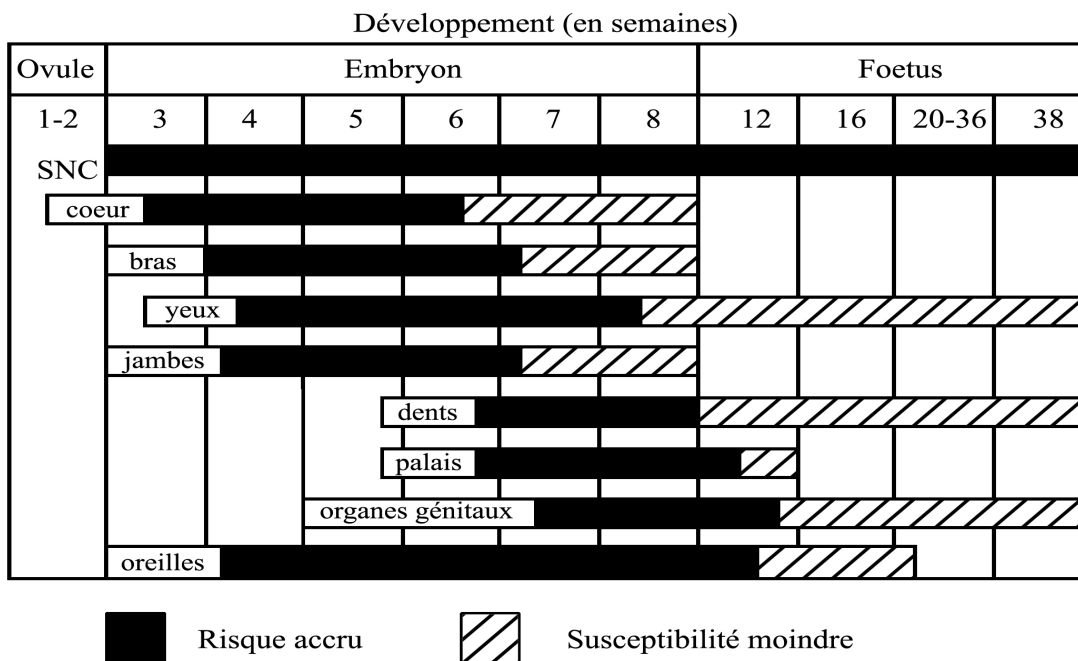 Développement (en semaines)
Ovule Embryon Foetus
1-2 3 4 5 6 7 8 12 16 20-36 38
SNC
coeur
bras
yeux
jambes
dents
palais
organes génitaux
oreilles
Risque accru Susceptibilité moindre